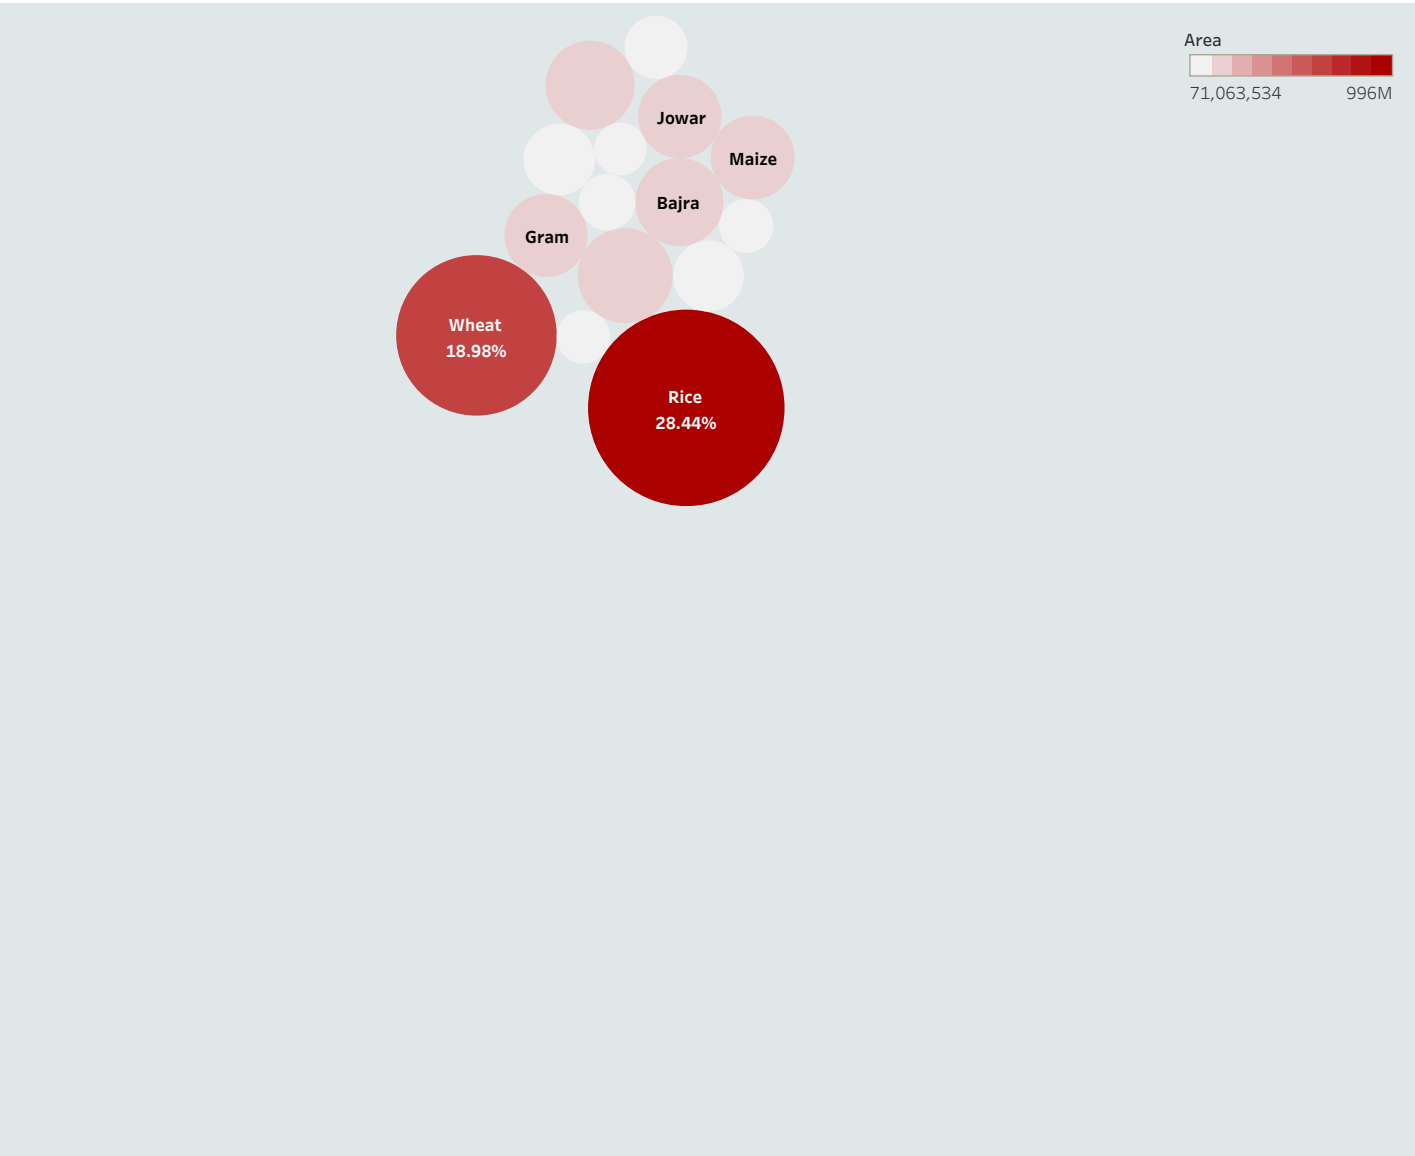 Area
71,063,534 996M
Jowar
Maize
Bajra
Gram
Wheat
18.98%
Rice
28.44%